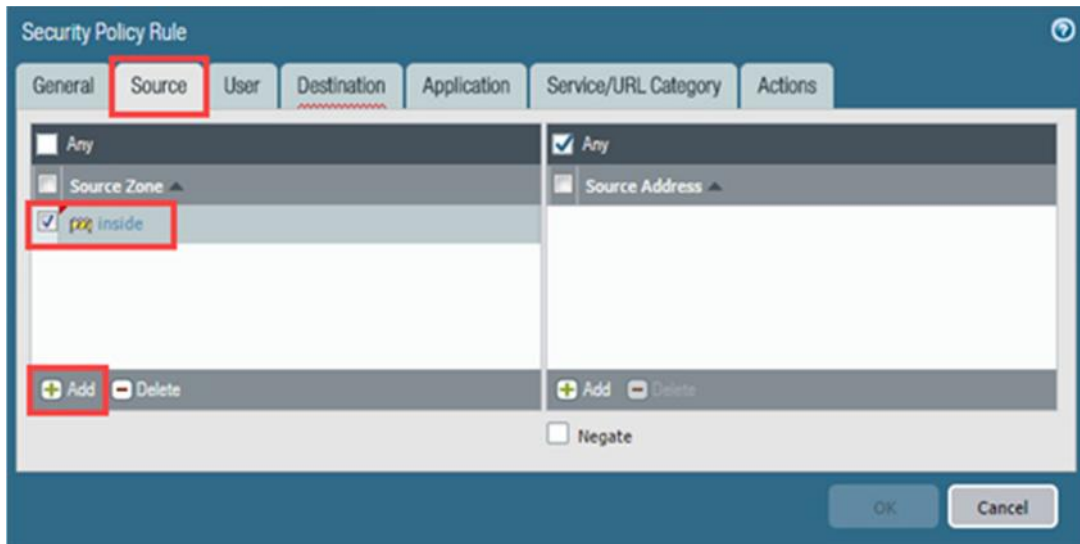 Security Policy Rule
General Source User Destination Application Service/URL Category Actions
Any Any
Source Zone Source Address
inside
Add Delete Add Delete
Negate
OK Cancel